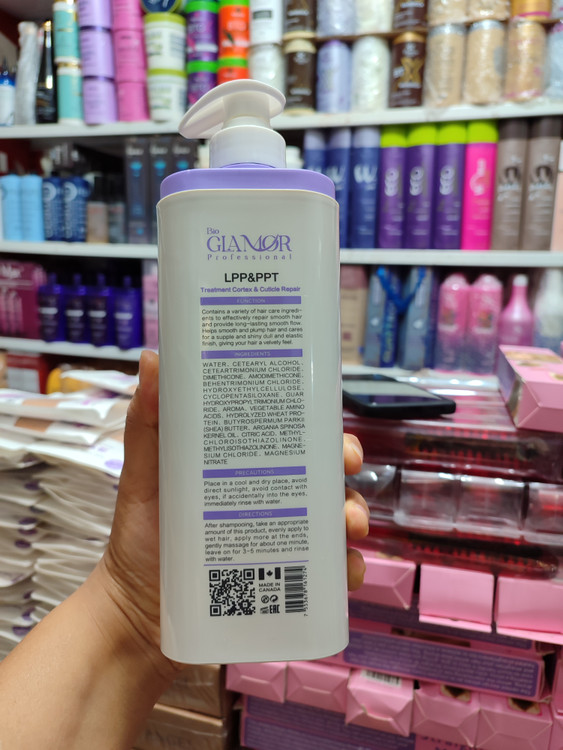 Bio
GLAMOR
Professional
LPP&PPT
Treatment Cortex & Cuticle Repair
FUNCTION
Contains a variety of hair care ingredi-
ents to effectively repair smooth hair
and provide long-lasting smooth flow.
Helps smooth and plump hair and cares
for a supple and shiny dull and elastic
finish, giving your hair a velvety feel.
INGREDIENTS
WATER, CETEARYL ALCOHOL,
CETEARTRIMONIUM CHLORIDE,
DIMETHICONE, AMODIMETHICONE,
BEHENTRIMONIUM CHLORIDE,
HYDROXYETHYLCELLULOSE,
CYCLOPENTASILOXANE, GUAR
HYDROXYPROPYLTRIMONIUM CHLO-
RIDE, AROMA, VEGETABLE AMINO
ACIDS, HYDROLYZED WHEAT PRO-
TEIN, BUTYROSPERMUM PARKII
(SHEA) BUTTER, ARGANIA SPINOSA
KERNEL OIL, CITRIC ACID, METHYL-
CHLOROISOTHIAZOLINONE,
METHYLISOTHIAZOLINONE, MAGNE-
SIUM CHLORIDE, MAGNESIUM
NITRATE
PRECAUTIONS
Place in a cool and dry place, avoid
direct sunlight, avoid contact with
eyes, if accidentally into the eyes,
immediately rinse with water.
DIRECTIONS
After shampooing, take an appropriate
amount of this product, evenly apply to
wet hair, apply more at the ends,
gently massage for about one minute,
leave on for 3-5 minutes and rinse
with water
MADE IN
CANADA
EAC